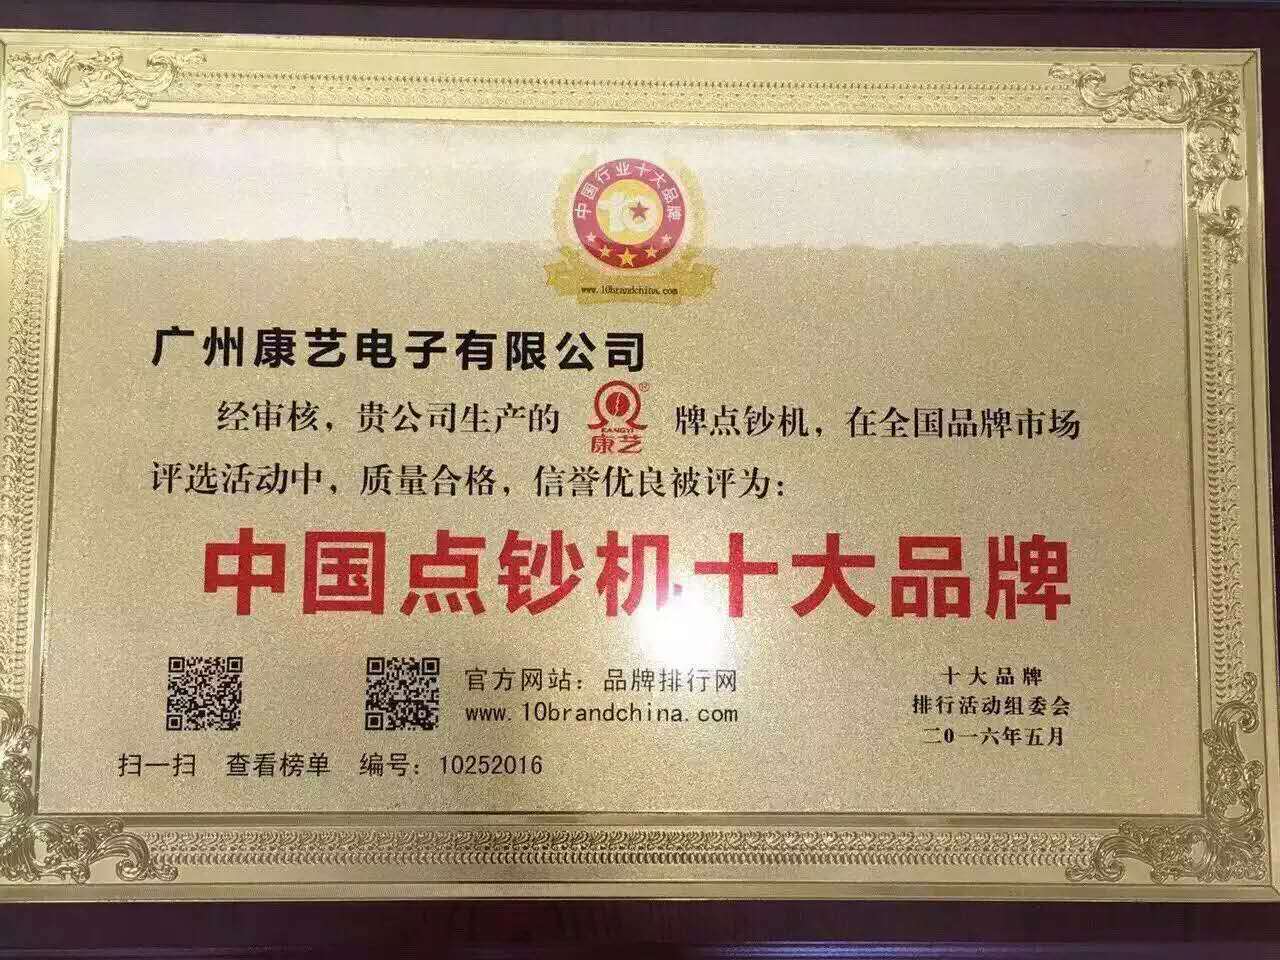 中国行业十大品牌
10
www.10brandchina.com
广州康艺电子有限公司
经审核，贵公司生产的 KANGYI 康艺 ® 牌点钞机，在全国品牌市场
评选活动中，质量合格，信誉优良被评为：
中国点钞机十大品牌
官方网站：品牌排行网
www.10brandchina.com
扫一扫 查看榜单 编号：10252016
十大品牌
排行活动组委会
二0一六年五月